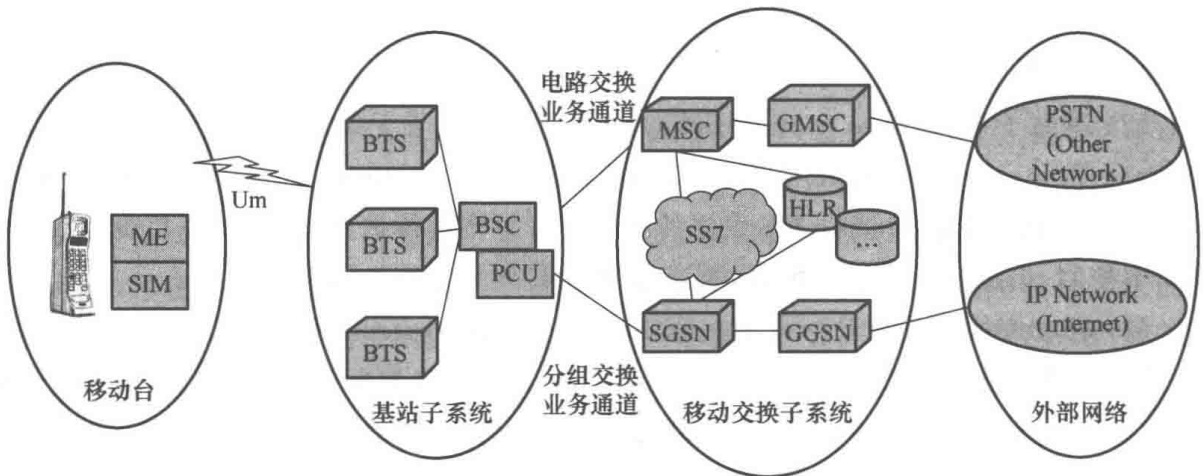 ME
SIM
移动台
Um
BTS
BTS
BTS
BSC
PCU
基站子系统
电路交换
业务通道
分组交换
业务通道
MSC
GMSC
HLR
...
SS7
SGSN
GGSN
移动交换子系统
PSTN
(Other
Network)
IP Network
(Internet)
外部网络